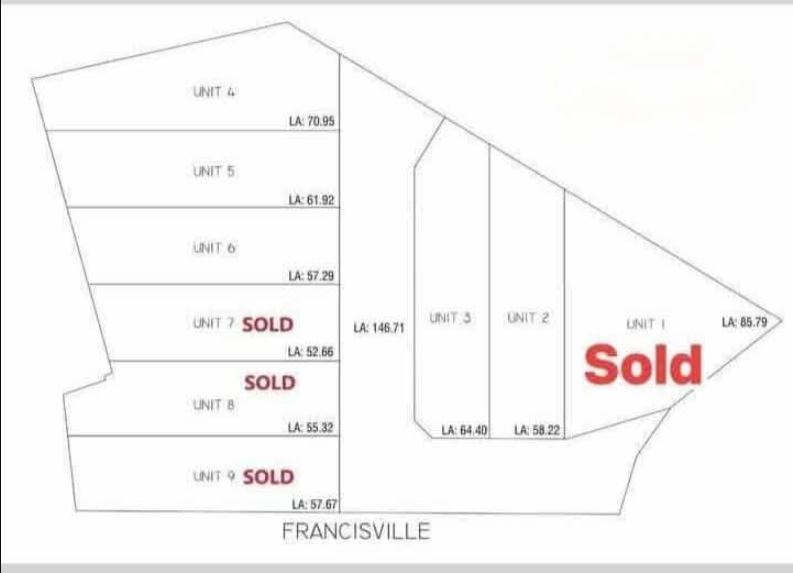 UNIT 4
LA: 70.95
UNIT 5
LA: 61.92
UNIT 6
LA: 57.29
UNIT 7 SOLD
LA: 52.66
SOLD
UNIT 8
LA: 55.32
UNIT 9 SOLD
LA: 57.67
LA: 146.71
UNIT 3
LA: 64.40
UNIT 2
LA: 58.22
UNIT 1
LA: 85.79
Sold
FRANCISVILLE